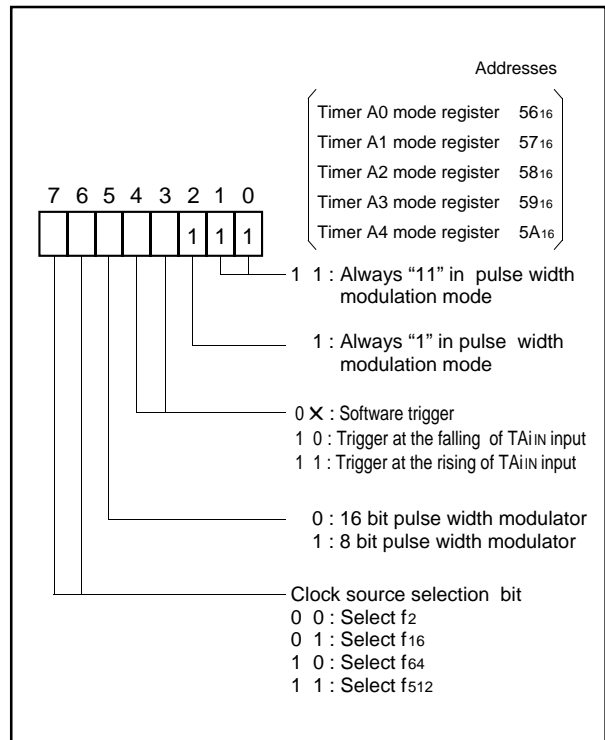 Addresses
Timer A0 mode register 5616
Timer A1 mode register 5716
Timer A2 mode register 5816
Timer A3 mode register 5916
Timer A4 mode register 5A16
7 6 5 4 3 2 1 0
1 1 1
1 1 : Always “11” in pulse width
modulation mode
1 : Always “1” in pulse width
modulation mode
0 × : Software trigger
1 0 : Trigger at the falling of TAiIN input
1 1 : Trigger at the rising of TAiIN input
0 : 16 bit pulse width modulator
1 : 8 bit pulse width modulator
Clock source selection bit
0 0 : Select f2
0 1 : Select f16
1 0 : Select f64
1 1 : Select f512